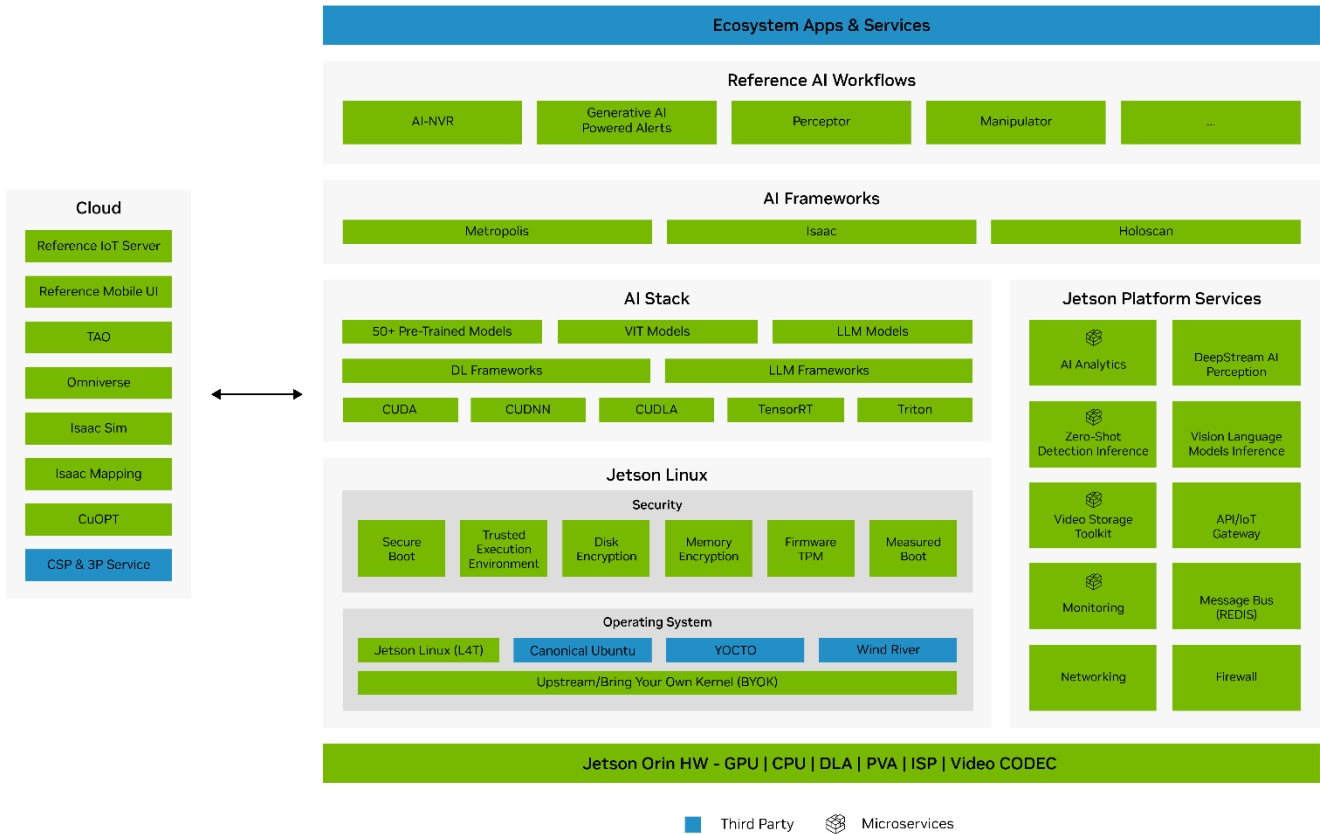 Ecosystem Apps & Services
Reference AI Workflows
AI-NVR
Generative AI
Powered Alerts
Perceptor
Manipulator
...
AI Frameworks
Metropolis
Isaac
Holoscan
Cloud
Reference IoT Server
Reference Mobile UI
TAO
Omniverse
Isaac Sim
Isaac Mapping
CuOPT
CSP & 3P Service
AI Stack
50+ Pre-Trained Models
VIT Models
LLM Models
DL Frameworks
LLM Frameworks
CUDA
CUDNN
CUDLA
TensorRT
Triton
Jetson Linux
Security
Secure
Boot
Trusted
Execution
Environment
Disk
Encryption
Memory
Encryption
Firmware
TPM
Measured
Boot
Operating System
Jetson Linux (L4T)
Canonical Ubuntu
YOCTO
Wind River
Upstream/Bring Your Own Kernel (BYOK)
Jetson Platform Services
AI Analytics
DeepStream AI
Perception
Zero-Shot
Detection Inference
Vision Language
Models Inference
Video Storage
Toolkit
API/IoT
Gateway
Monitoring
Message Bus
(REDIS)
Networking
Firewall
Jetson Orin HW - GPU | CPU | DLA | PVA | ISP | Video CODEC
Third Party
Microservices